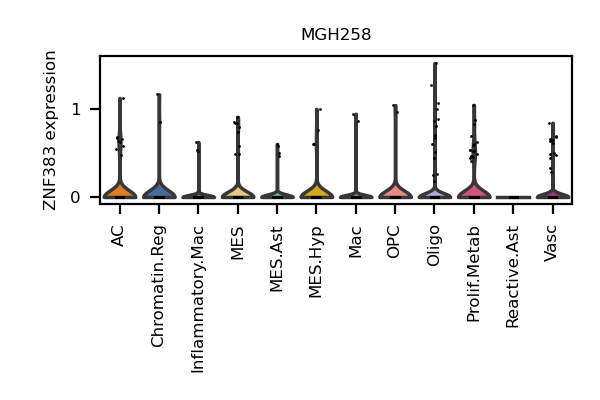 MGH258
ZNF383 expression
1
0
AC
Chromatin.Reg
Inflammatory.Mac
MES
MES.Ast
MES.Hyp
Mac
OPC
Oligo
Prolif.Metab
Reactive.Ast
Vasc